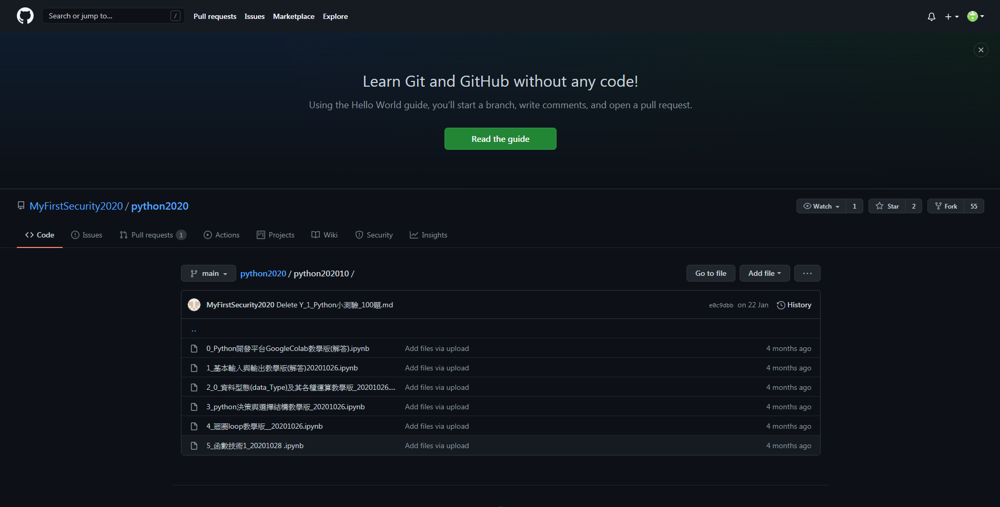 Search or jump to... /
Pull requests Issues Marketplace Explore
Learn Git and GitHub without any code!
Using the Hello World guide, you’ll start a branch, write comments, and open a pull request.
Read the guide
MyFirstSecurity2020 / python2020
Watch 1 Star 2 Fork 55
Code Issues Pull requests 1 Actions Projects Wiki Security Insights
main python2020 / python202010 /
Go to file Add file ...
MyFirstSecurity2020 Delete Y_1_Python小測驗_100題.md e0c9dbb on 22 Jan History
..
0_Python開發平台GoogleColab教學版(解答).ipynb Add files via upload 4 months ago
1_基本輸入與輸出教學版(解答)20201026.ipynb Add files via upload 4 months ago
2_0_資料型態(data_Type)及其各種運算教學版_20201026.... Add files via upload 4 months ago
3_python決策與選擇結構教學版_20201026.ipynb Add files via upload 4 months ago
4_迴圈loop教學版__20201026.ipynb Add files via upload 4 months ago
5_函數技術1_20201028 .ipynb Add files via upload 4 months ago